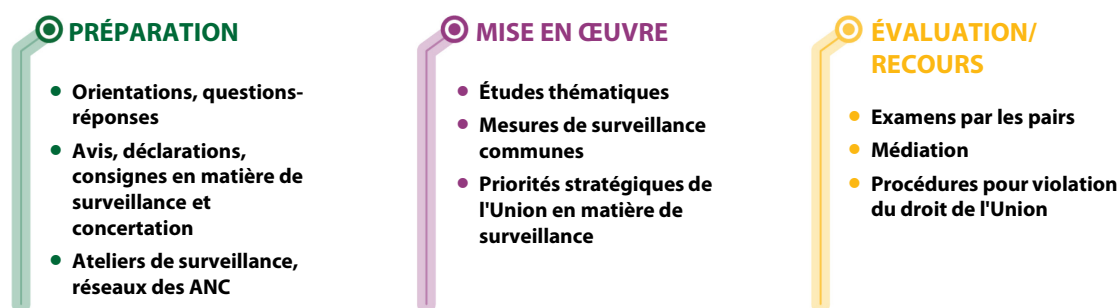 PRÉPARATION
Orientations, questions-
réponses
Avis, déclarations,
consignes en matière de
surveillance et
concertation
Ateliers de surveillance,
réseaux des ANC
MISE EN ŒUVRE
Études thématiques
Mesures de surveillance
communes
Priorités stratégiques de
l'Union en matière de
surveillance
ÉVALUATION/
RECOURS
Examens par les pairs
Médiation
Procédures pour violation
du droit de l'Union